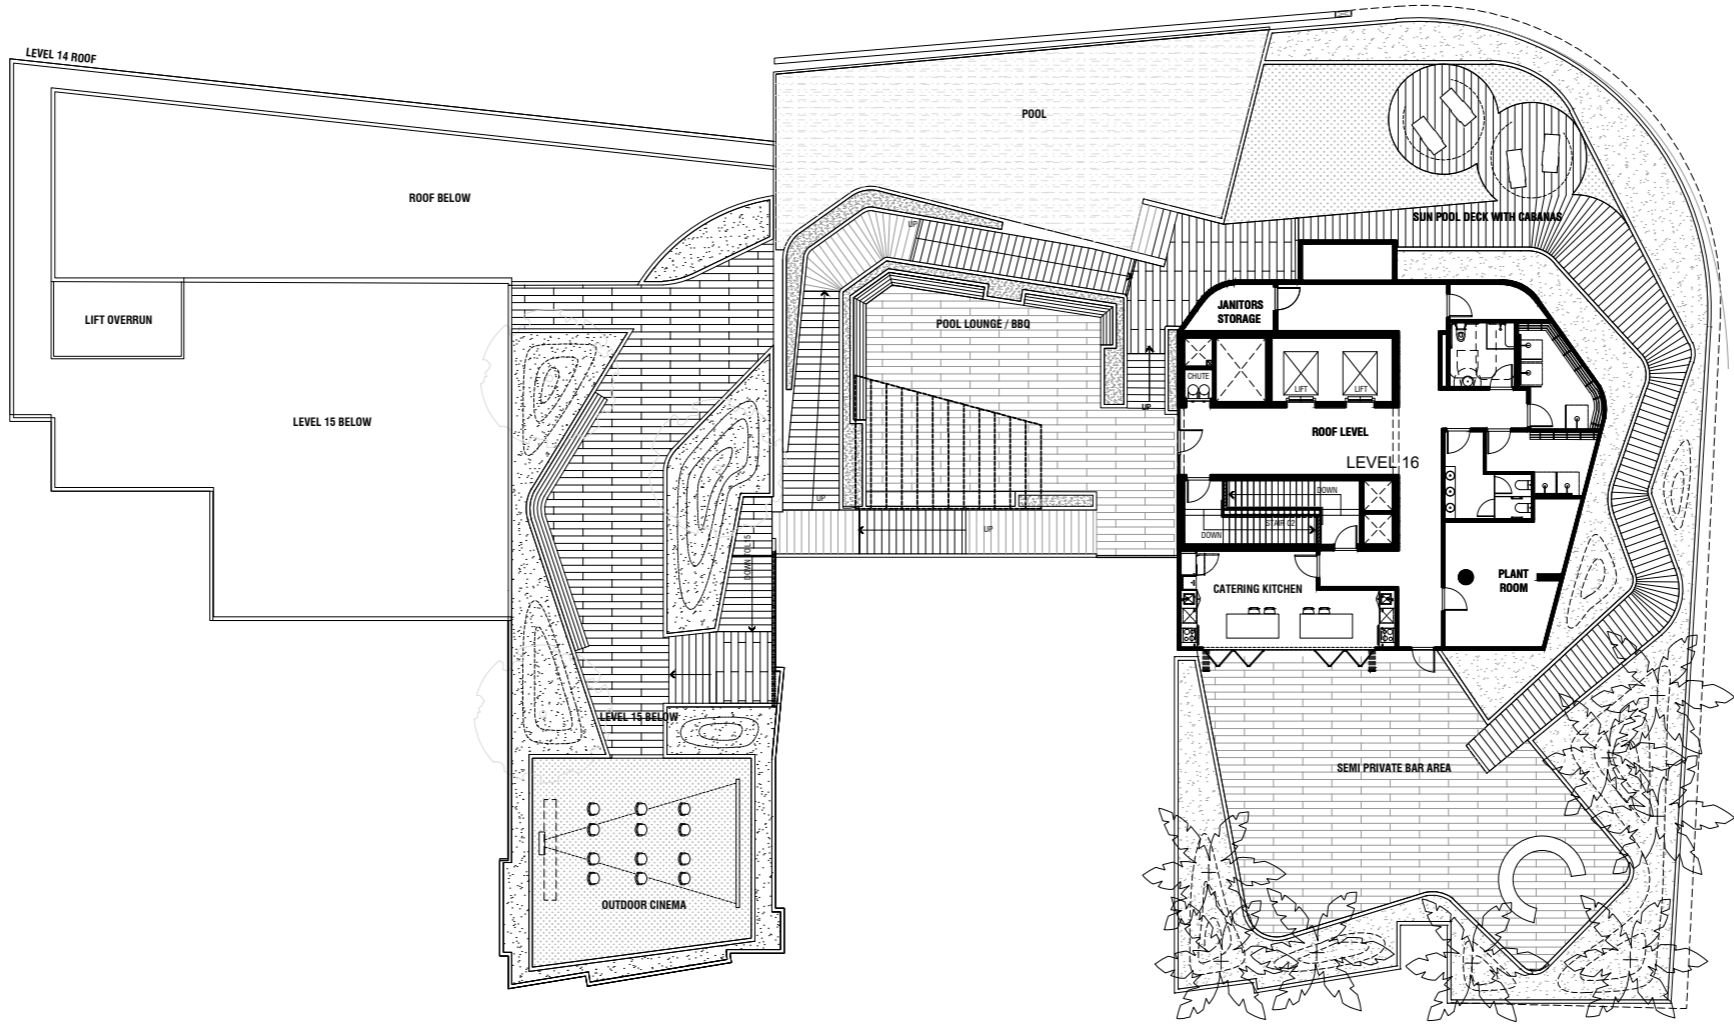 LEVEL 14 ROOF
POOL
ROOF BELOW
UP
SUN POOL DECK WITH CABANAS
LIFT OVERRUN
POOL LOUNGE / BBQ
JANITORS
STORAGE
CHUTE
LIFT
LIFT
UP
LEVEL 15 BELOW
ROOF LEVEL
LEVEL 16
UP
DOWN
UP
STAIR 02
DOWN
DOWN TO L15
CATERING KITCHEN
PLANT
ROOM
LEVEL 15 BELOW
SEMI PRIVATE BAR AREA
OUTDOOR CINEMA